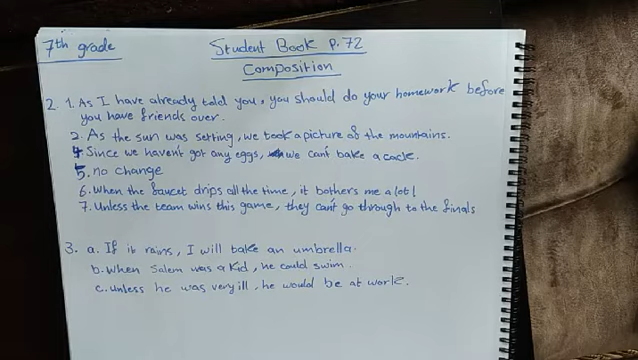 7th grade
Student Book P.72
Composition
2. 1. As I have already told you, you should do your homework before
you have friends over.
2. As the sun was setting, we took a picture of the mountains.
4 Since we haven't got any eggs, we can't bake a cack.
5. no change
6. When the faucet drips all the time, it bothers me a lot!
7. Unless the team wins this game, they can't go through to the finals
3. a. If it rains, I will take an umbrella.
b. When Salem was a kid, he could swim.
c. Unless he was very ill, he would be at work.